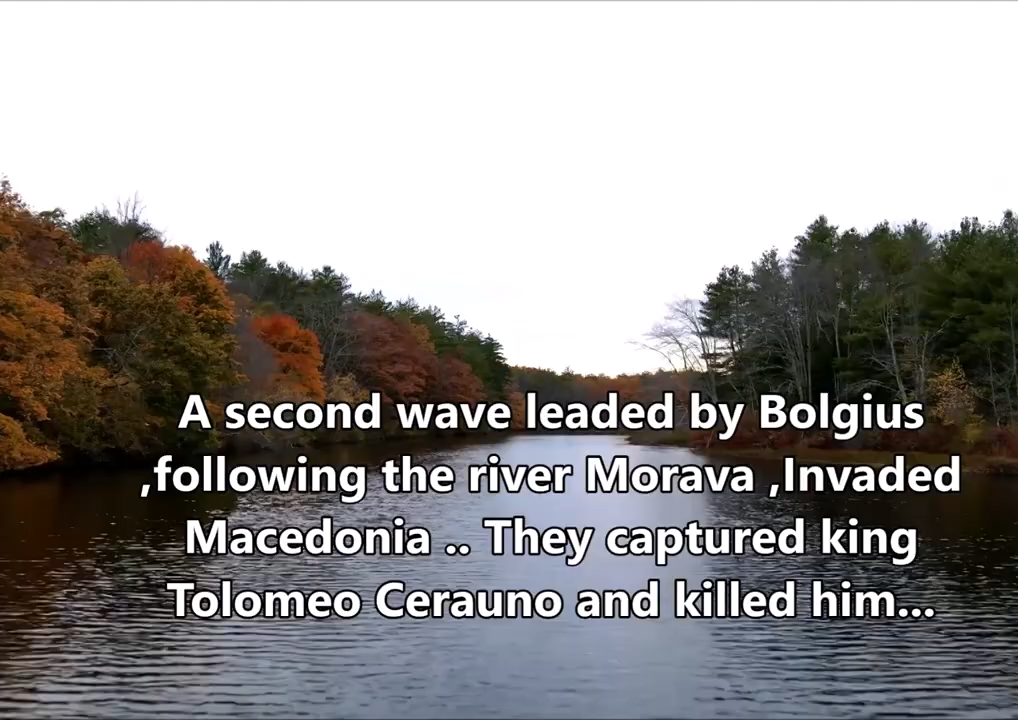 A second wave leaded by Bolgius
,following the river Morava ,Invaded
Macedonia .. They captured king
Tolomeo Cerauno and killed him...